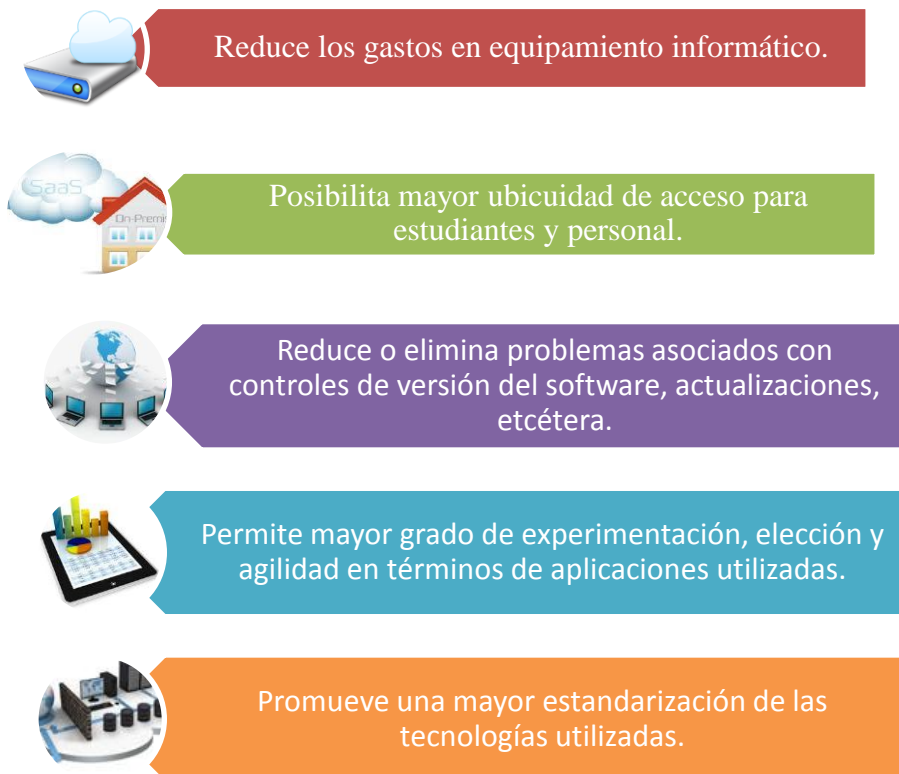 Reduce los gastos en equipamiento informático.
SaaS
On-Premis
Posibilita mayor ubicuidad de acceso para
estudiantes y personal.
Reduce o elimina problemas asociados con
controles de versión del software, actualizaciones,
etcétera.
Permite mayor grado de experimentación, elección y
agilidad en términos de aplicaciones utilizadas.
Promueve una mayor estandarización de las
tecnologías utilizadas.